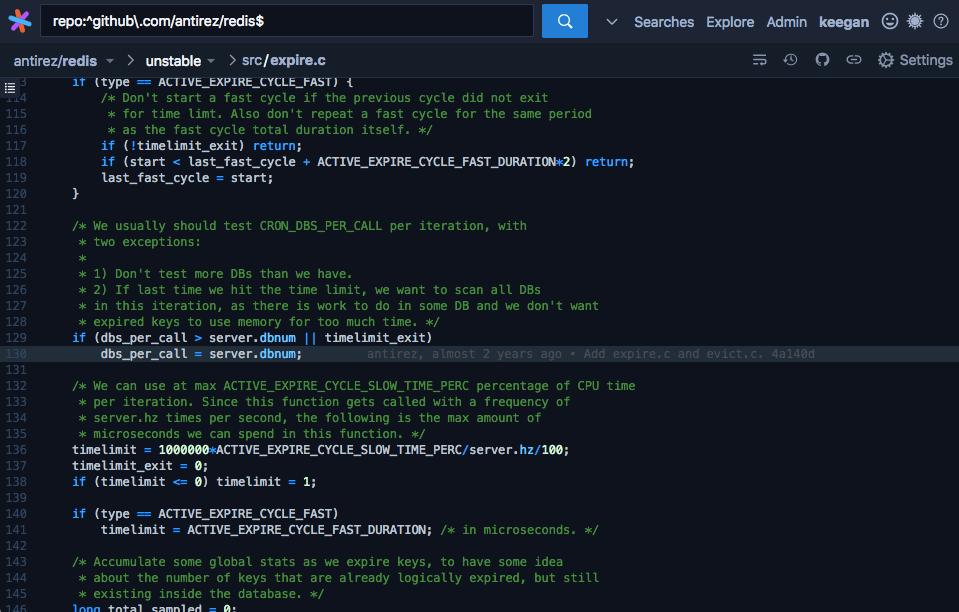 repo:^github\.com/antirez/redis$
Searches Explore Admin keegan
antirez/redis > unstable > src/expire.c Settings
if (type == ACTIVE_EXPIRE_CYCLE_FAST) {
114 /* Don't start a fast cycle if the previous cycle did not exit
115 * for time limt. Also don't repeat a fast cycle for the same period
116 * as the fast cycle total duration itself. */
117 if (!timelimit_exit) return;
118 if (start < last_fast_cycle + ACTIVE_EXPIRE_CYCLE_FAST_DURATION*2) return;
119 last_fast_cycle = start;
120 }
121
122 /* We usually should test CRON_DBS_PER_CALL per iteration, with
123 * two exceptions:
124 *
125 * 1) Don't test more DBs than we have.
126 * 2) If last time we hit the time limit, we want to scan all DBs
127 * in this iteration, as there is work to do in some DB and we don't want
128 * expired keys to use memory for too much time. */
129 if (dbs_per_call > server.dbnum || timelimit_exit)
130 dbs_per_call = server.dbnum; antirez, almost 2 years ago • Add expire.c and evict.c. 4a140d
131
132 /* We can use at max ACTIVE_EXPIRE_CYCLE_SLOW_TIME_PERC percentage of CPU time
133 * per iteration. Since this function gets called with a frequency of
134 * server.hz times per second, the following is the max amount of
135 * microseconds we can spend in this function. */
136 timelimit = 1000000*ACTIVE_EXPIRE_CYCLE_SLOW_TIME_PERC/server.hz/100;
137 timelimit_exit = 0;
138 if (timelimit <= 0) timelimit = 1;
139
140 if (type == ACTIVE_EXPIRE_CYCLE_FAST)
141 timelimit = ACTIVE_EXPIRE_CYCLE_FAST_DURATION; /* in microseconds. */
142
143 /* Accumulate some global stats as we expire keys, to have some idea
144 * about the number of keys that are already logically expired, but still
145 * existing inside the database. */
146 long total_sampled = 0;